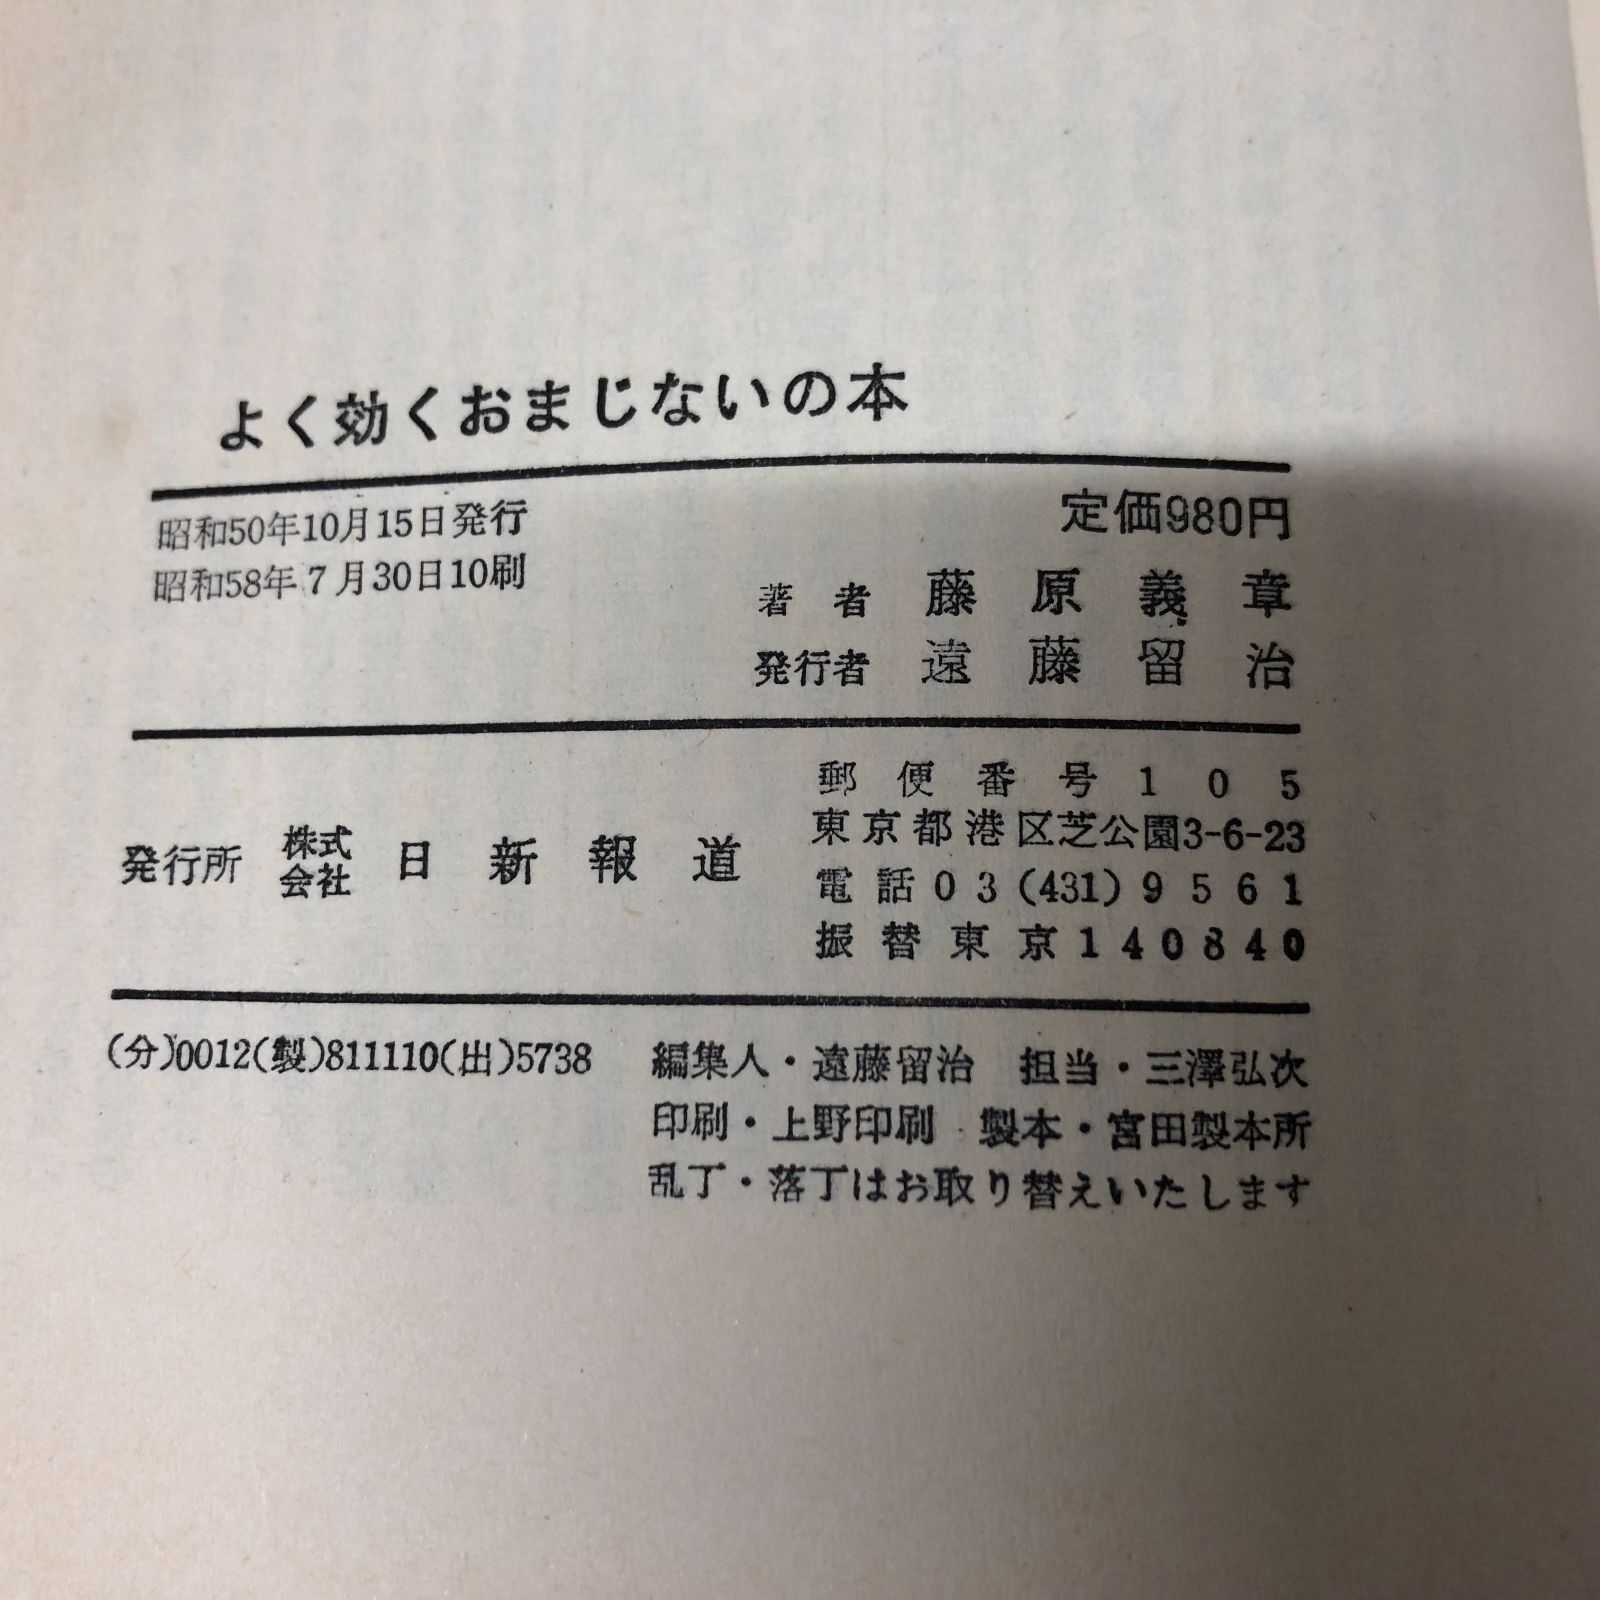 よく効くおまじないの本
昭和50年10月15日発行
昭和58年7月30日10刷
定価980円
著者 藤原義章
発行者 遠藤留治
発行所 株式会社 日新報道
郵便番号105
東京都港区芝公園3-6-23
電話03(431)9561
振替東京140840
(分)0012(製)811110(出)5738
編集人・遠藤留治 担当・三澤弘次
印刷・上野印刷 製本・宮田製本所
乱丁・落丁はお取り替えいたします